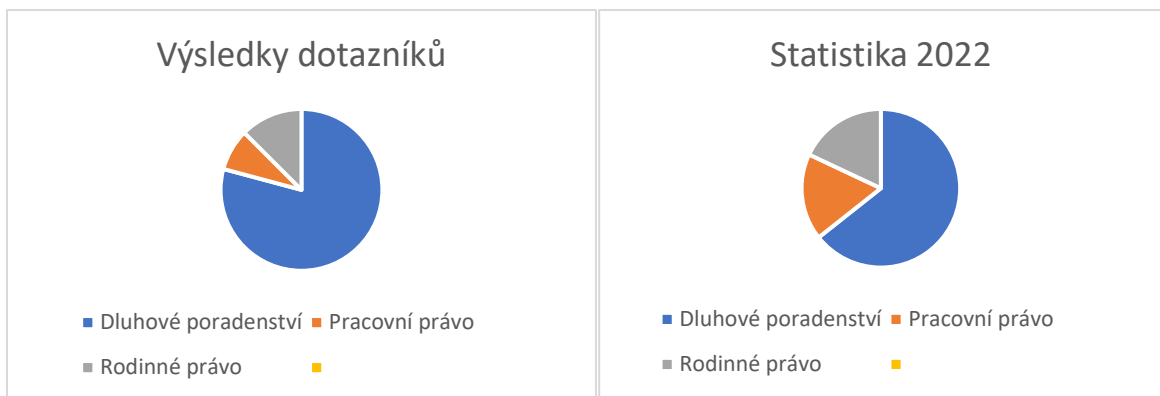 Výsledky dotazníků
Dluhové poradenství
Pracovní právo
Rodinné právo
Statistika 2022
Dluhové poradenství
Pracovní právo
Rodinné právo